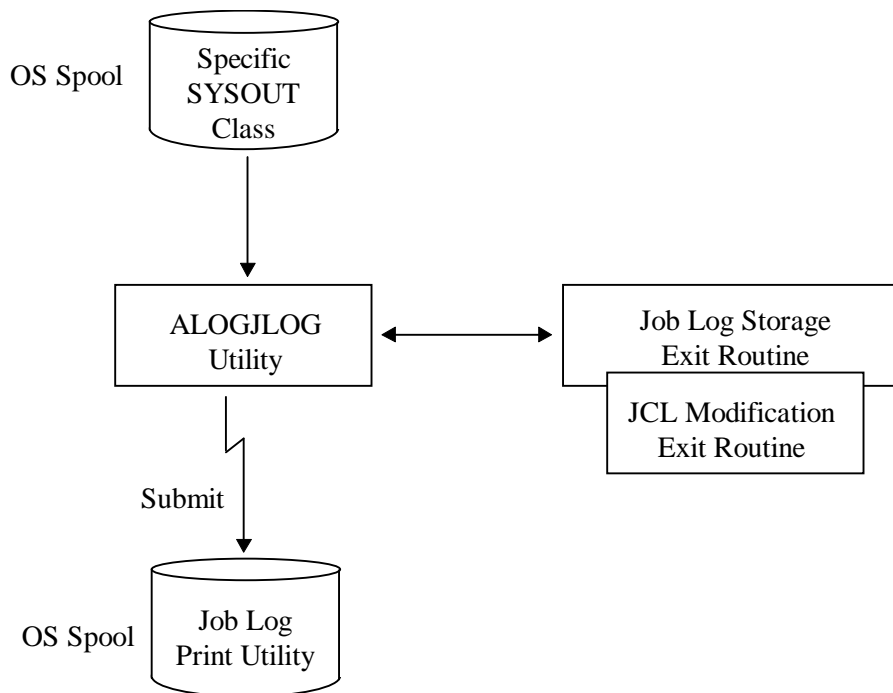 OS Spool
Specific
SYSOUT
Class
ALOGJLOG
Utility
Job Log Storage
Exit Routine
JCL Modification
Exit Routine
Submit
OS Spool
Job Log
Print Utility